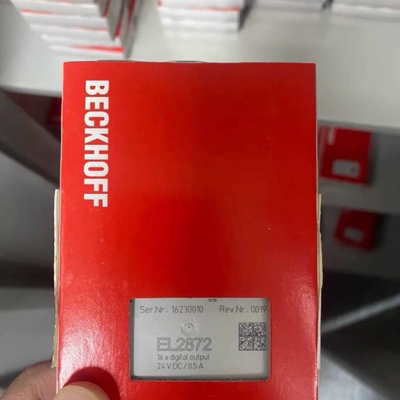 BECKHOFF
Ser.Nr.: 16230010 Rev.Nr.: 0019
EL2872
16 x digital output
24 V DC / 0.5 A